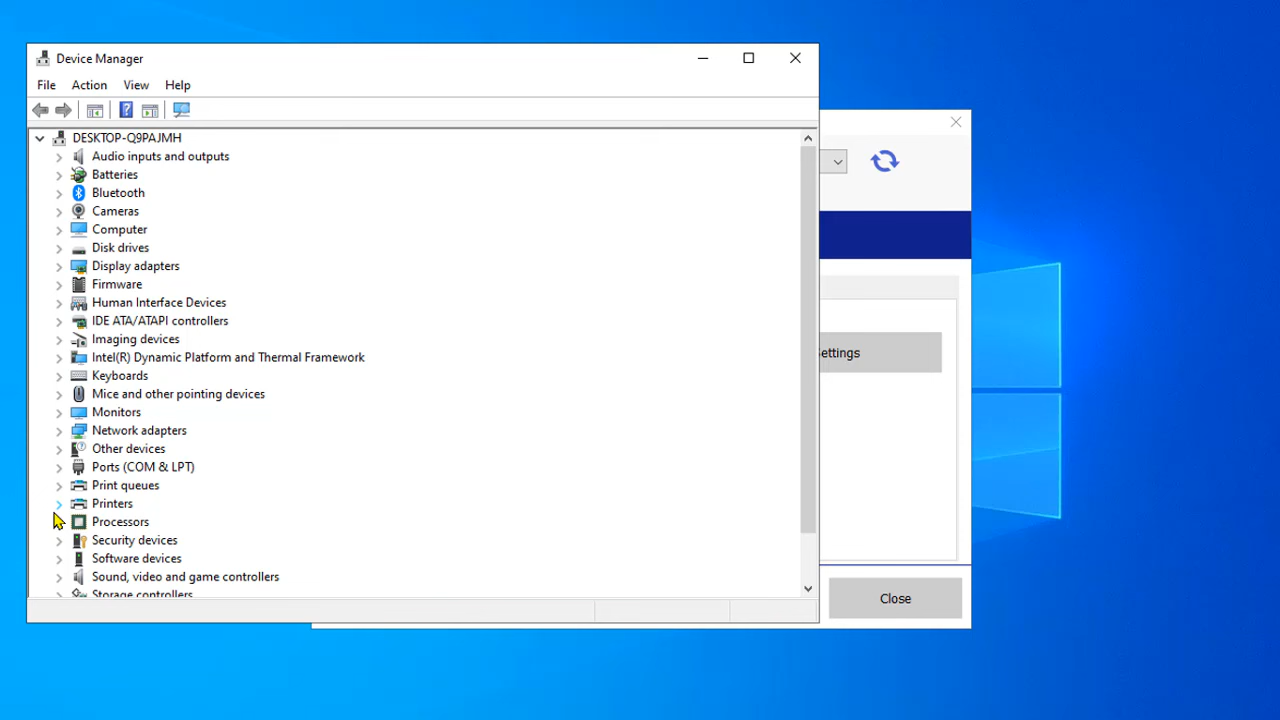 Device Manager
File Action View Help
DESKTOP-Q9PAJMH
Audio inputs and outputs
Batteries
Bluetooth
Cameras
Computer
Disk drives
Display adapters
Firmware
Human Interface Devices
IDE ATA/ATAPI controllers
Imaging devices
Intel(R) Dynamic Platform and Thermal Framework
Keyboards
Mice and other pointing devices
Monitors
Network adapters
Other devices
Ports (COM & LPT)
Print queues
Printers
Processors
Security devices
Software devices
Sound, video and game controllers
Storage controllers
ettings
Close